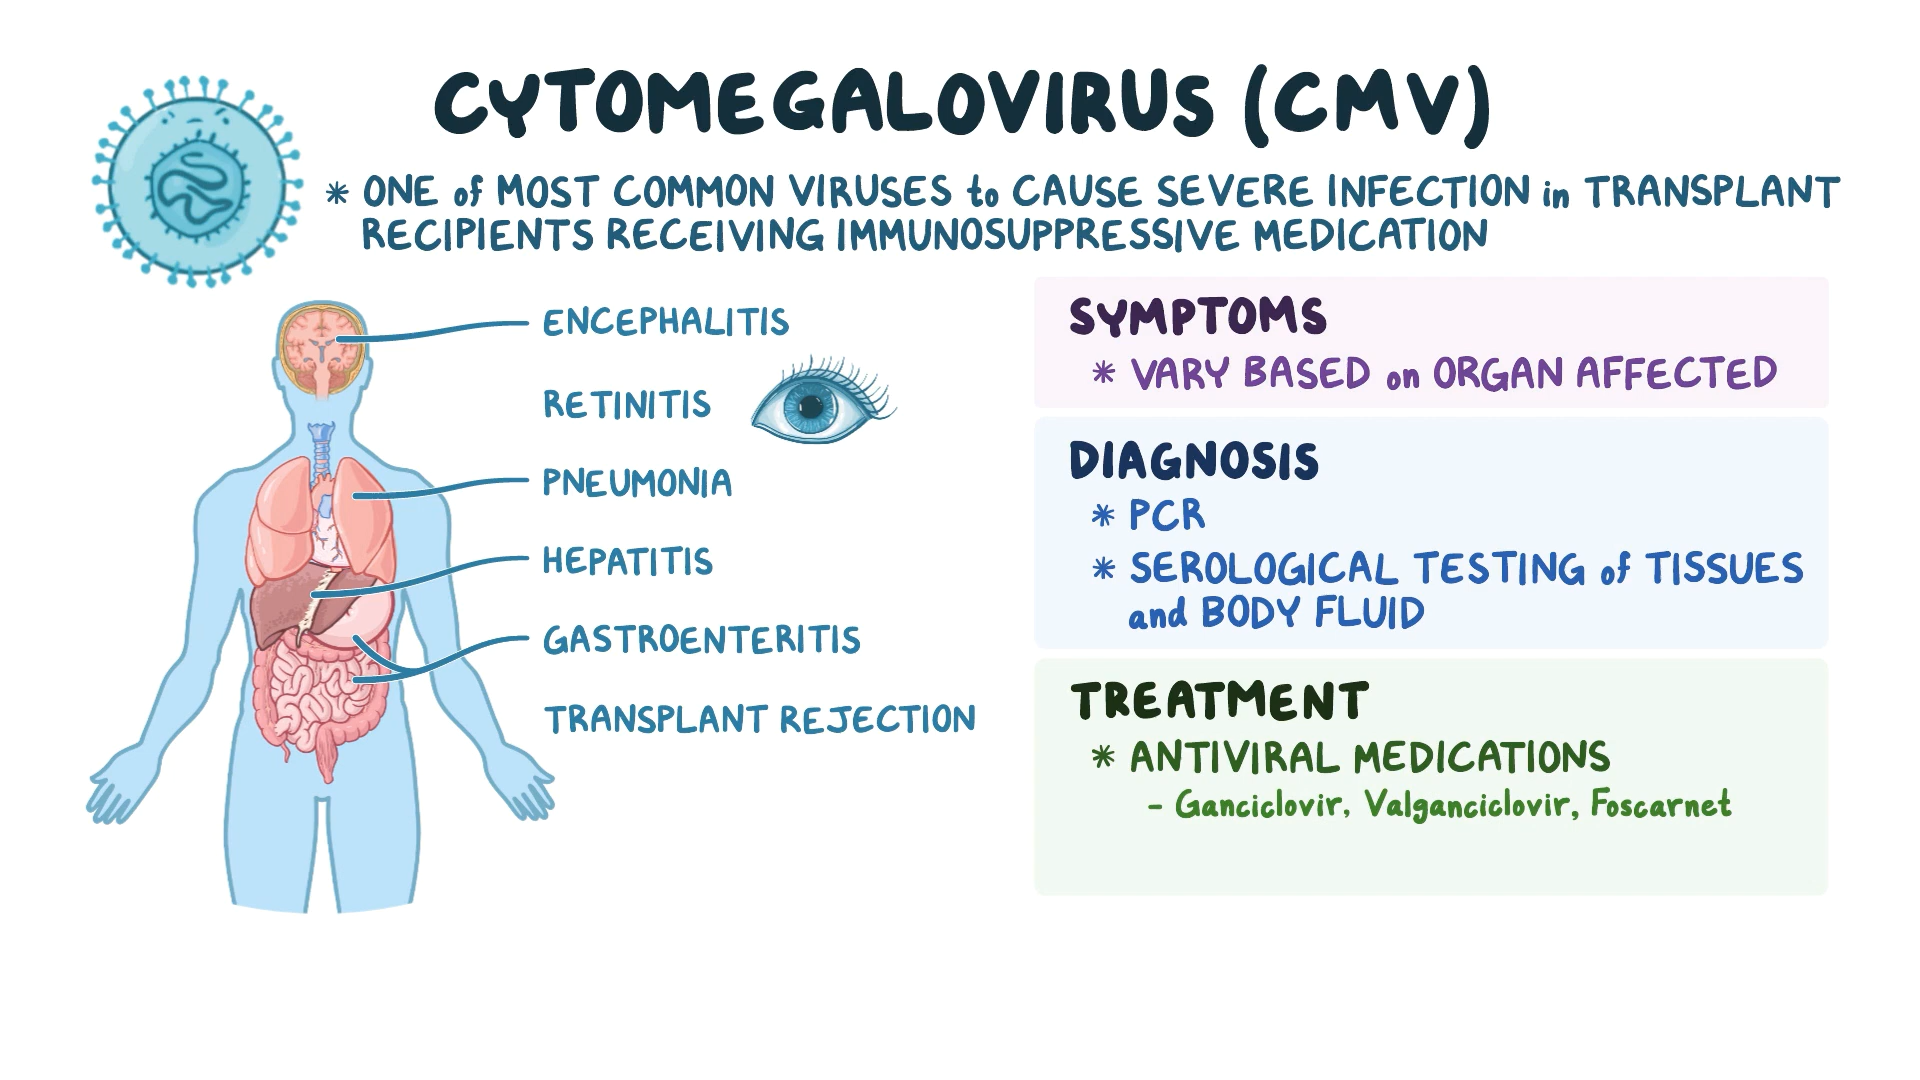 CYTOMEGALOVIRUS (CMV)
* ONE of MOST COMMON VIRUSES to CAUSE SEVERE INFECTION in TRANSPLANT
RECIPIENTS RECEIVING IMMUNOSUPPRESSIVE MEDICATION
ENCEPHALITIS
RETINITIS
PNEUMONIA
HEPATITIS
GASTROENTERITIS
TRANSPLANT REJECTION
SYMPTOMS
* VARY BASED on ORGAN AFFECTED
DIAGNOSIS
* PCR
* SEROLOGICAL TESTING of TISSUES
and BODY FLUID
TREATMENT
* ANTIVIRAL MEDICATIONS
- Ganciclovir, Valganciclovir, Foscarnet